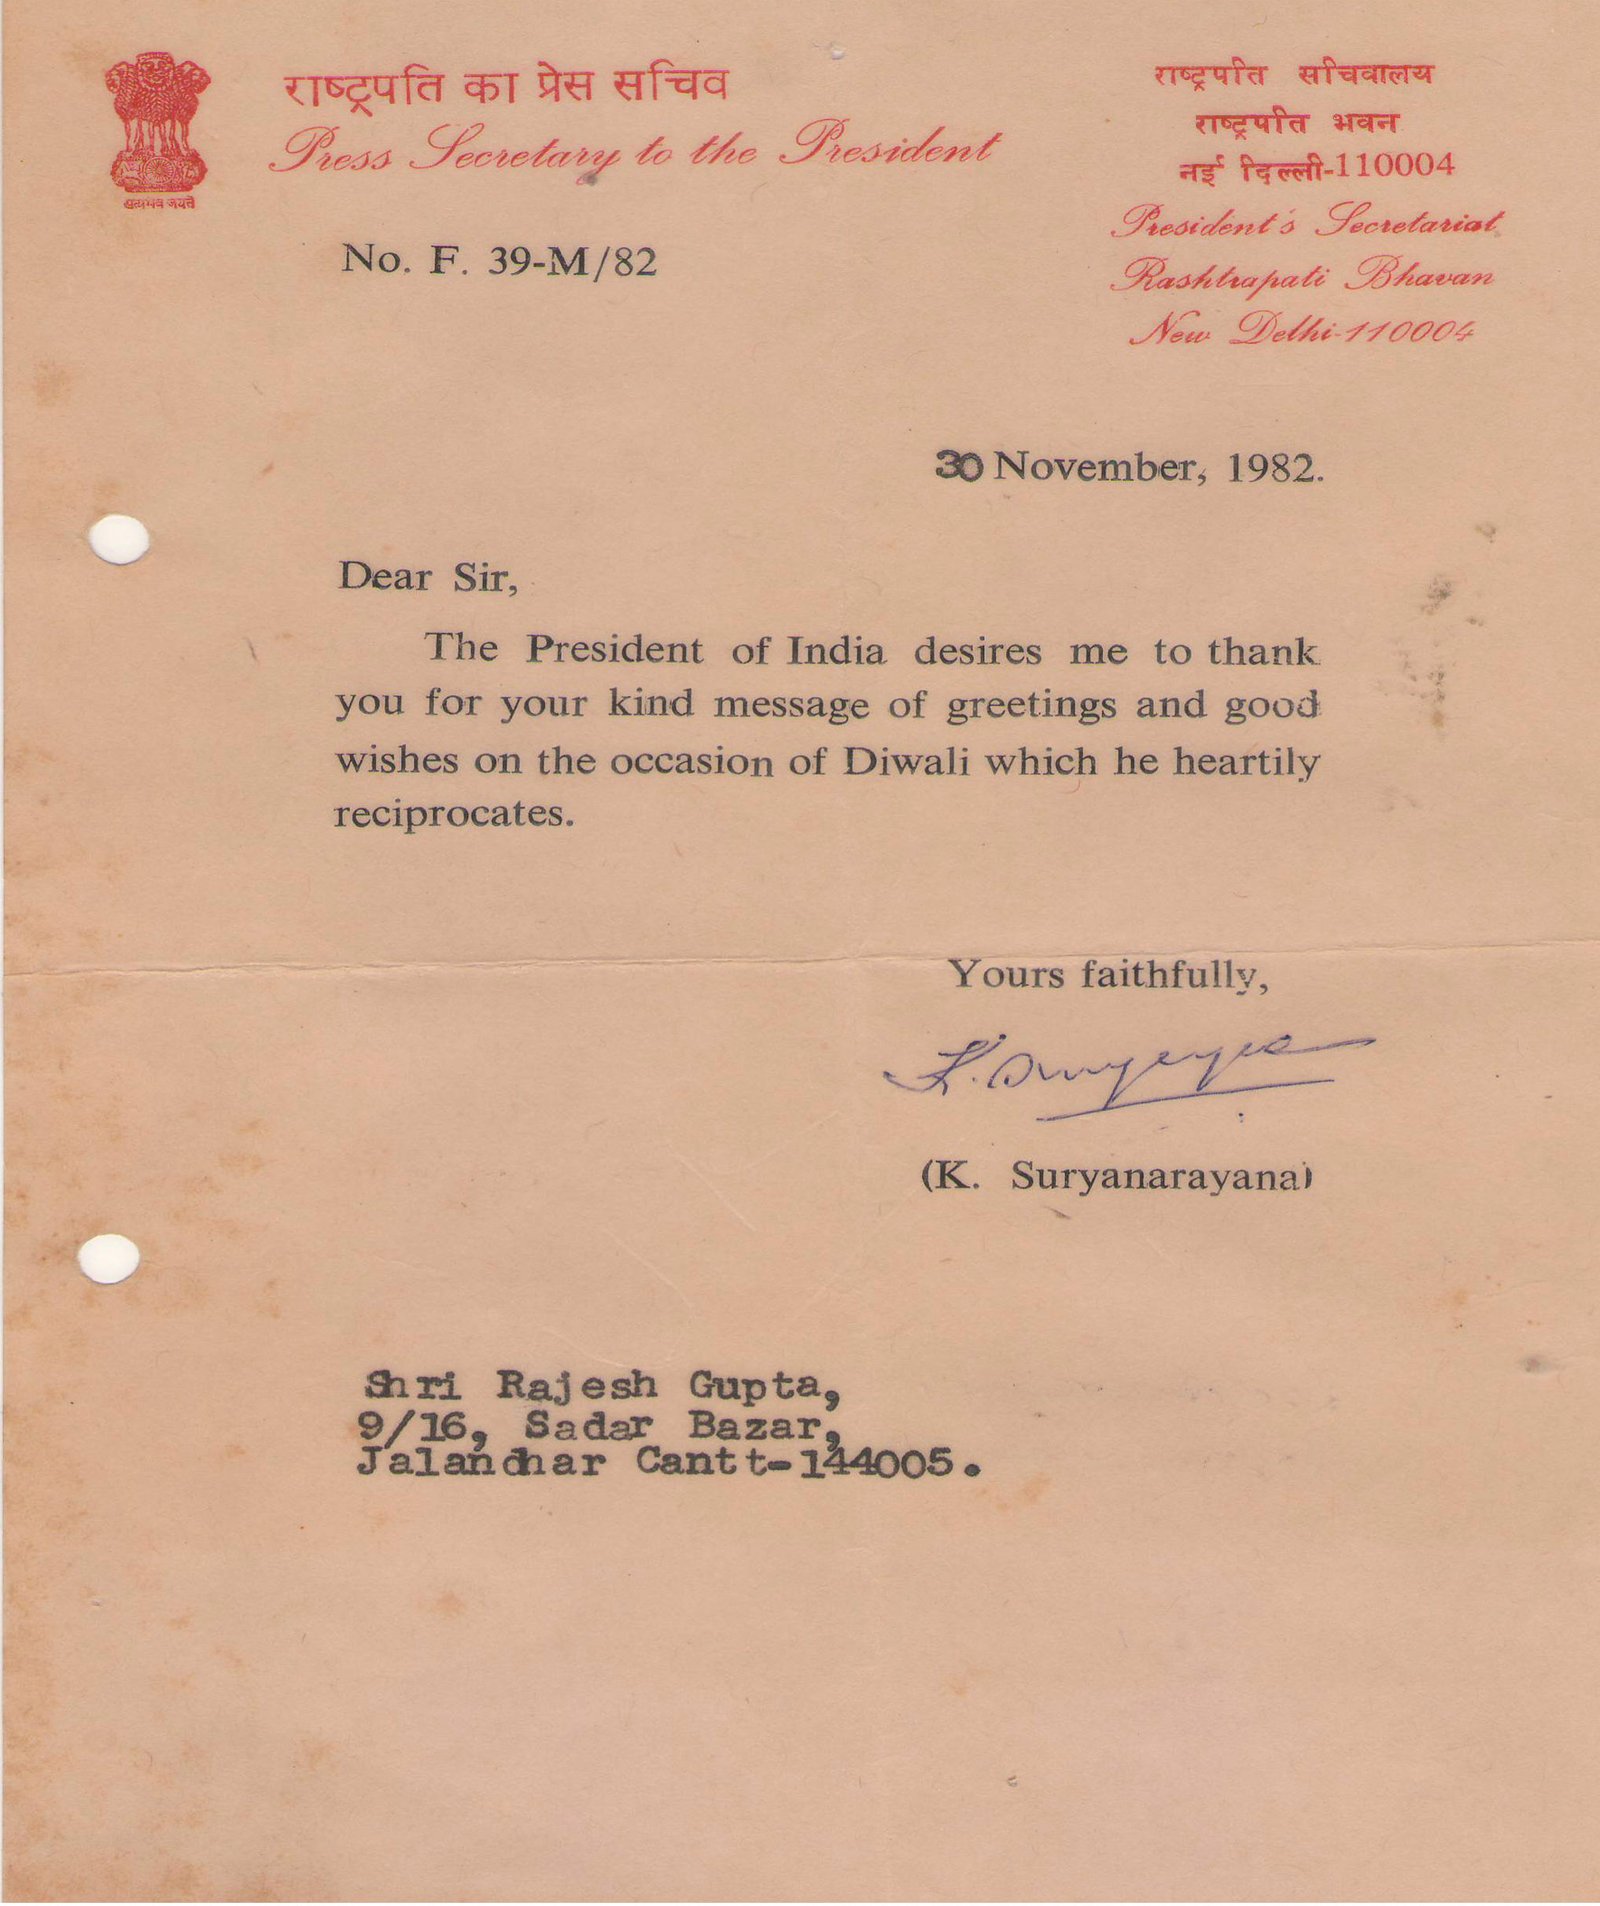 राष्ट्रपति का प्रेस सचिव
Press Secretary to the President
सत्यमेव जयते
राष्ट्रपति सचिवालय
राष्ट्रपति भवन
नई दिल्ली-110004
President's Secretariat
Rashtrapati Bhavan
New Delhi-110004
No. F. 39-M/82
30 November, 1982.
Dear Sir,
The President of India desires me to thank
you for your kind message of greetings and good
wishes on the occasion of Diwali which he heartily
reciprocates.
Yours faithfully,
(K. Suryanarayana)
Shri Rajesh Gupta,
9/16, Sadar Bazar,
Jalandhar Cantt-144005.